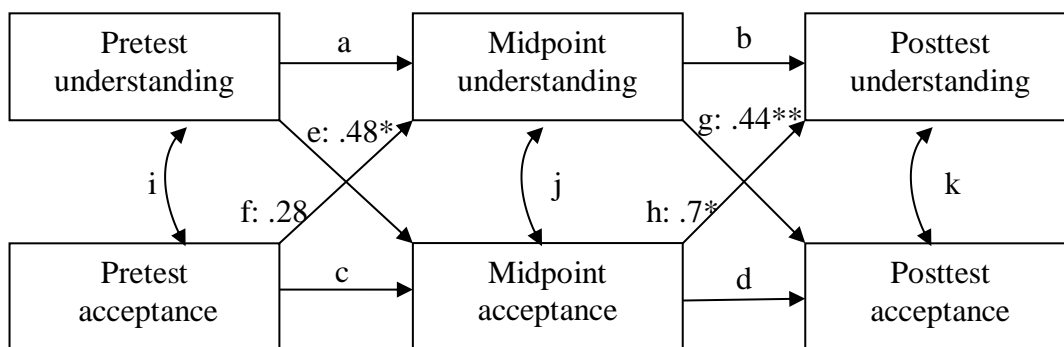 Pretest
understanding
a
Midpoint
understanding
b
Posttest
understanding
e: .48*
g: .44**
i
j
k
f: .28
h: .7*
Pretest
acceptance
c
Midpoint
acceptance
d
Posttest
acceptance